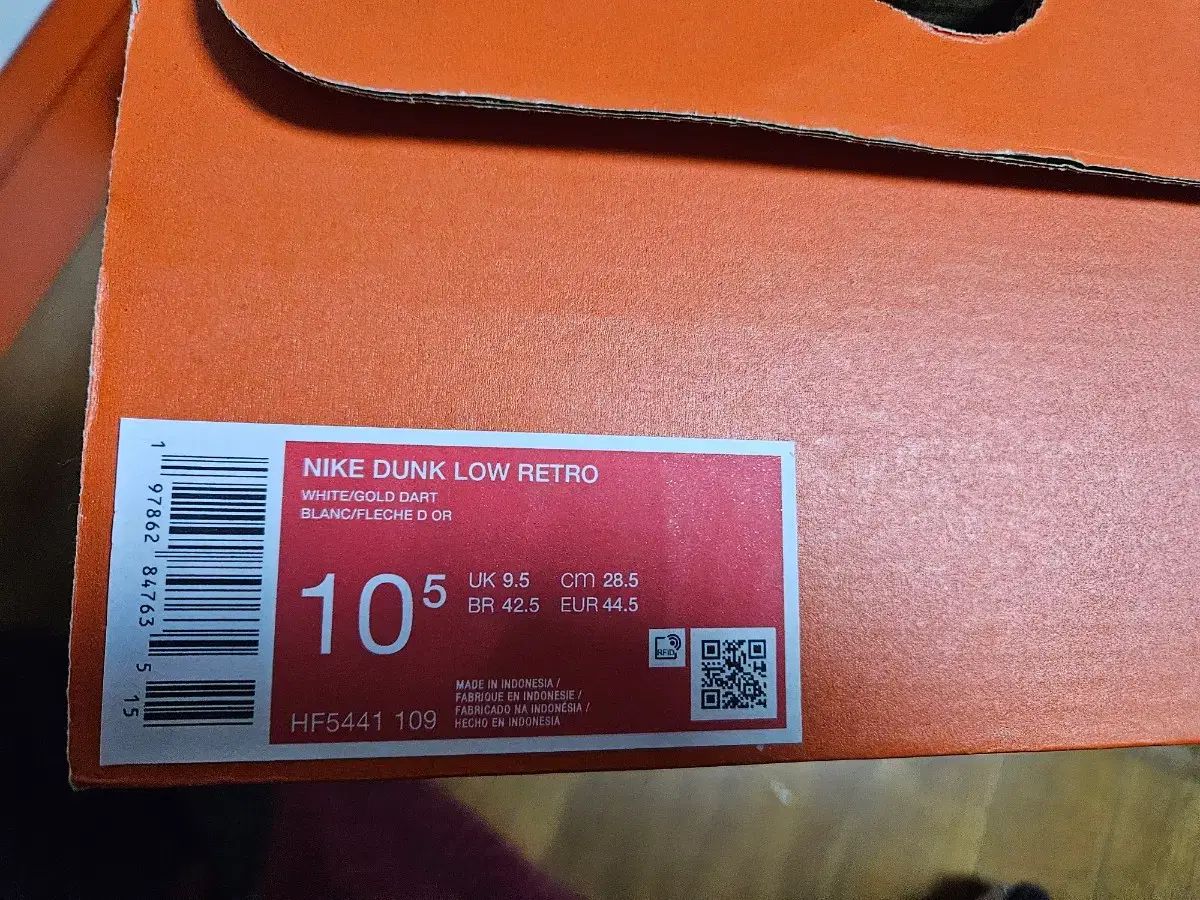 NIKE DUNK LOW RETRO
WHITE/GOLD DART
BLANC/FLECHE D OR
10 5
UK 9.5 cm 28.5
BR 42.5 EUR 44.5
RFID
MADE IN INDONESIA /
FABRIQUE EN INDONESIE /
FABRICADO NA INDONÉSIA /
HECHO EN INDONESIA
HF5441 109
1 97862 84763 5 15